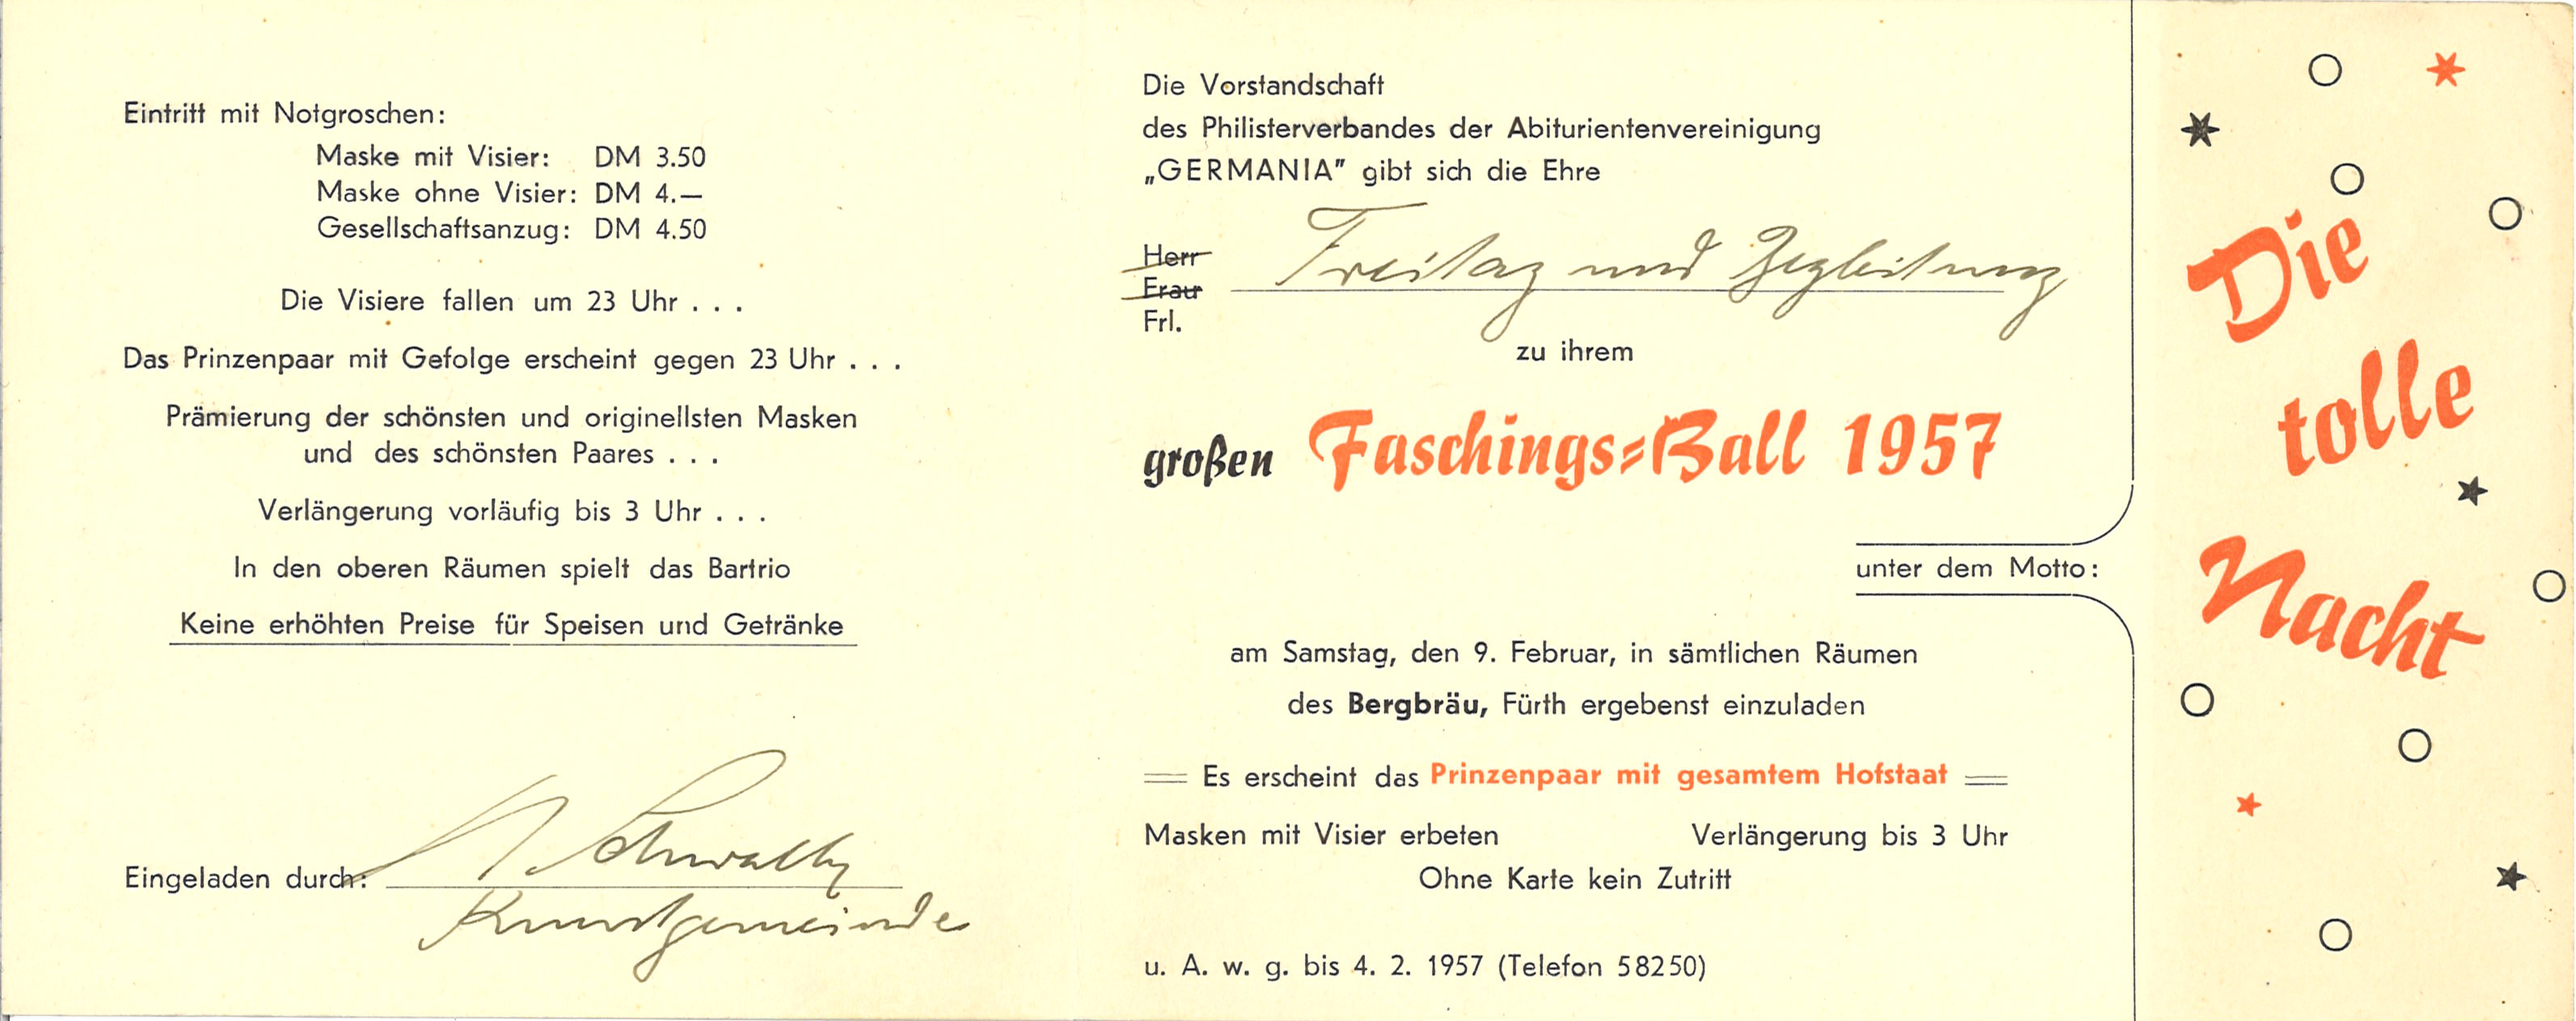 Eintritt mit Notgroschen:
Maske mit Visier: DM 3.50
Maske ohne Visier: DM 4.—
Gesellschaftsanzug: DM 4.50
Die Visiere fallen um 23 Uhr . . .
Das Prinzenpaar mit Gefolge erscheint gegen 23 Uhr . . .
Prämierung der schönsten und originellsten Masken
und des schönsten Paares . . .
Verlängerung vorläufig bis 3 Uhr . . .
In den oberen Räumen spielt das Bartrio
Keine erhöhten Preise für Speisen und Getränke
Eingeladen durch:
Kunstgemeinde
Die Vorstandschaft
des Philisterverbandes der Abiturientenvereinigung
„GERMANIA" gibt sich die Ehre
Herr
Frau
Frl.
Freitag und Begleitung
zu ihrem
großen Faschings=Ball 1957
unter dem Motto:
am Samstag, den 9. Februar, in sämtlichen Räumen
des Bergbräu, Fürth ergebenst einzuladen
Es erscheint das Prinzenpaar mit gesamtem Hofstaat
Masken mit Visier erbeten Verlängerung bis 3 Uhr
Ohne Karte kein Zutritt
u. A. w. g. bis 4. 2. 1957 (Telefon 58250)
Die
tolle
Nacht